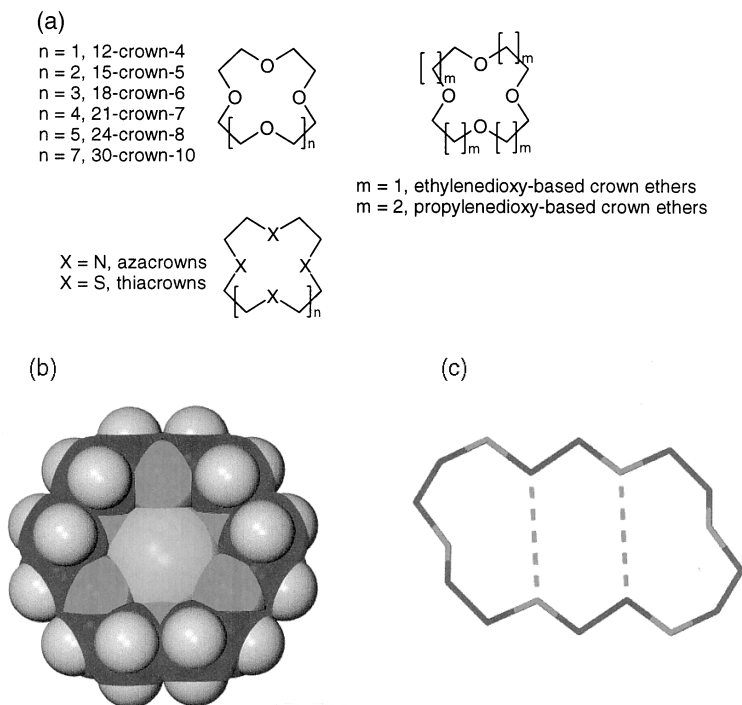 (a)
n = 1, 12-crown-4
n = 2, 15-crown-5
n = 3, 18-crown-6
n = 4, 21-crown-7
n = 5, 24-crown-8
n = 7, 30-crown-10
O
O
O
O
n
m
O
m
O
O
O
m
m
m = 1, ethylenedioxy-based crown ethers
m = 2, propylenedioxy-based crown ethers
X = N, azacrowns
X = S, thiacrowns
X
X
X
X
n
(b)
(c)